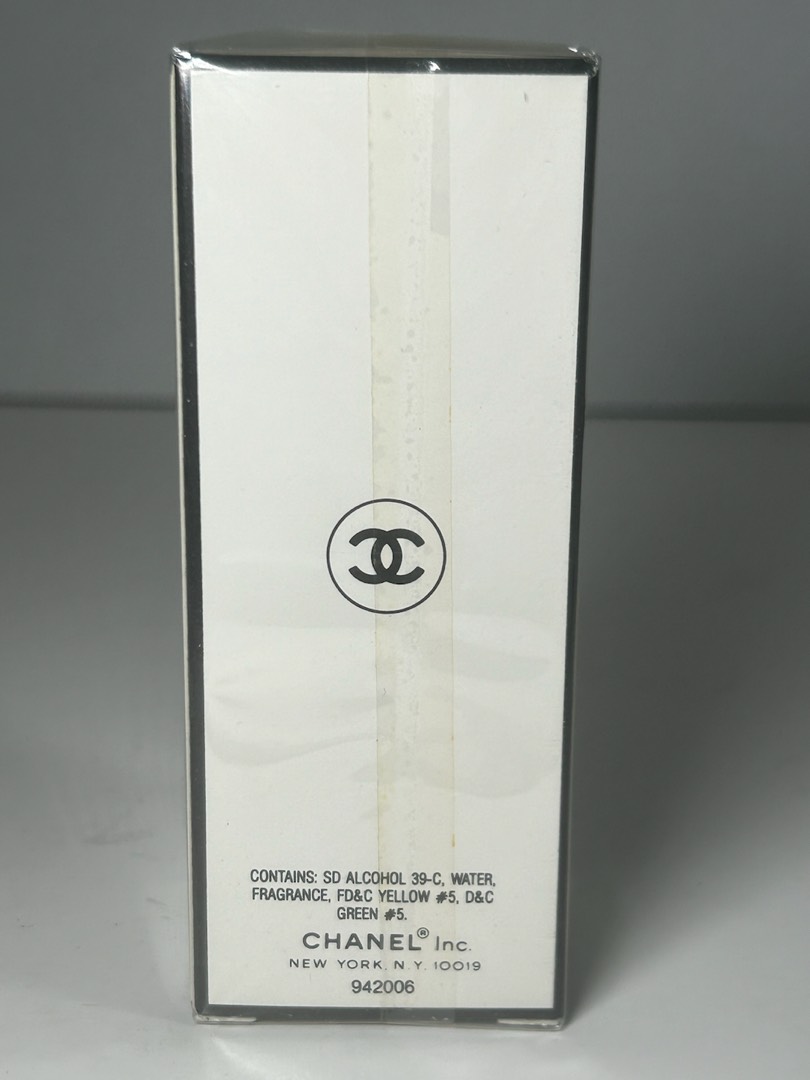 CONTAINS: SD ALCOHOL 39-C, WATER,
FRAGRANCE, FD&C YELLOW #5, D&C
GREEN #5.
CHANEL® Inc.
NEW YORK, N.Y. 10019
942006